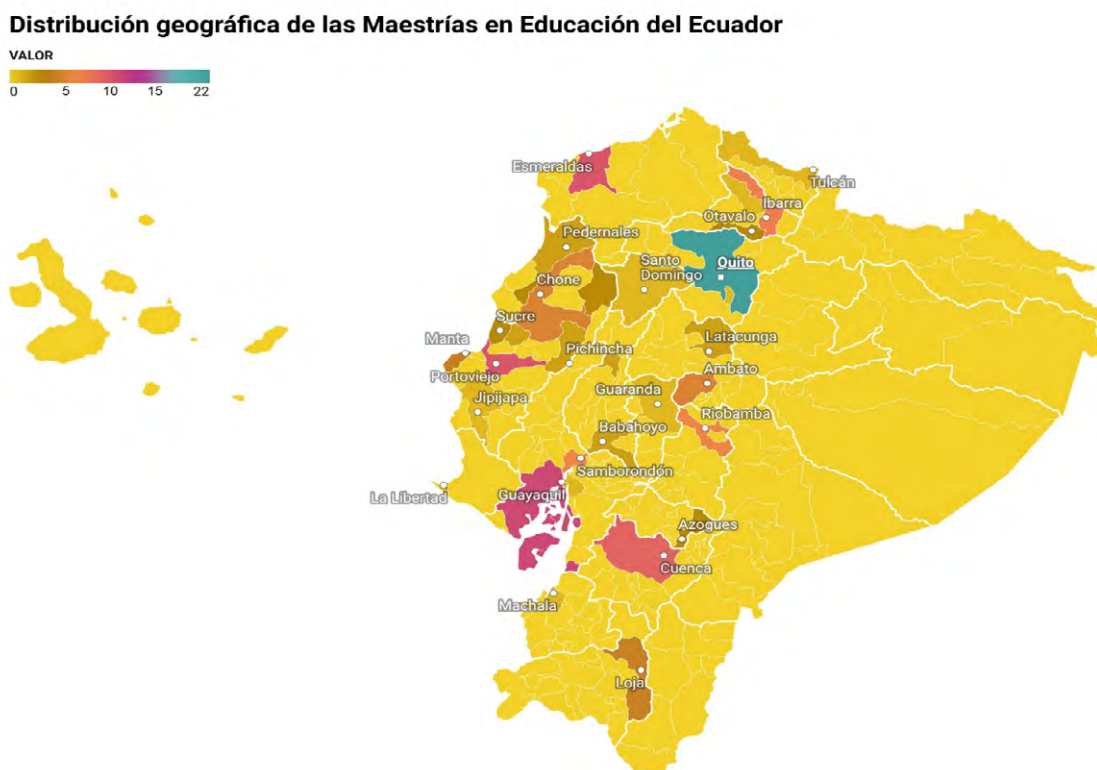 Distribución geográfica de las Maestrías en Educación del Ecuador
VALOR
0 5 10 15 22
Esmeraldas
Tulcán
Ibarra
Otavalo
Pedernales
Quito
Santo
Domingo
Chone
Sucre
Manta
Latacunga
Pichincha
Portoviejo
Ambato
Guaranda
Jipijapa
Riobamba
Babahoyo
Samborondón
La Libertad
Guayaquil
Azogues
Cuenca
Machala
Loja